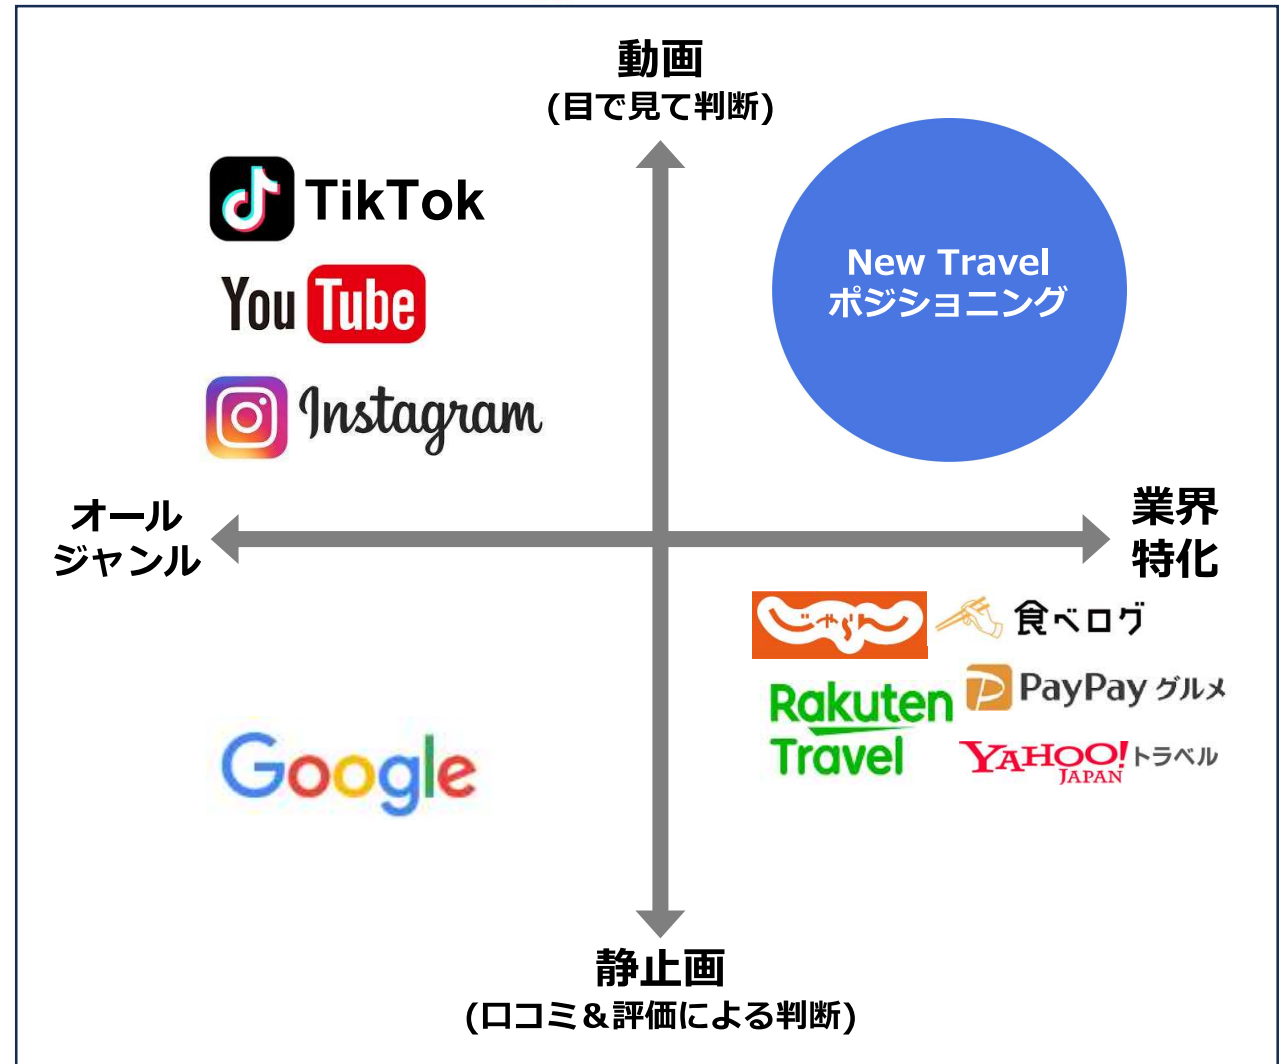 動画
(目で見て判断)
TikTok
YouTube
Instagram
New Travel
ポジショニング
オール
ジャンル
業界
特化
じゃらん
食べログ
Rakuten
Travel
PayPay グルメ
YAHOO!トラベル
JAPAN
Google
静止画
(口コミ&評価による判断)